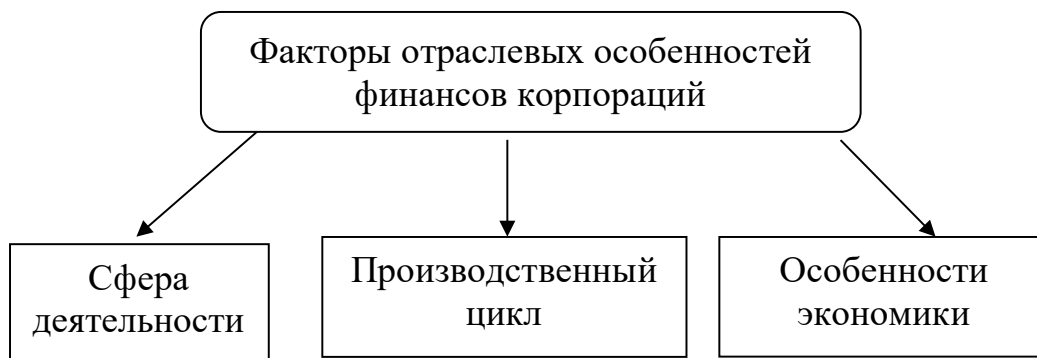 Факторы отраслевых особенностей
финансов корпораций
Сфера
деятельности
Производственный
цикл
Особенности
экономики